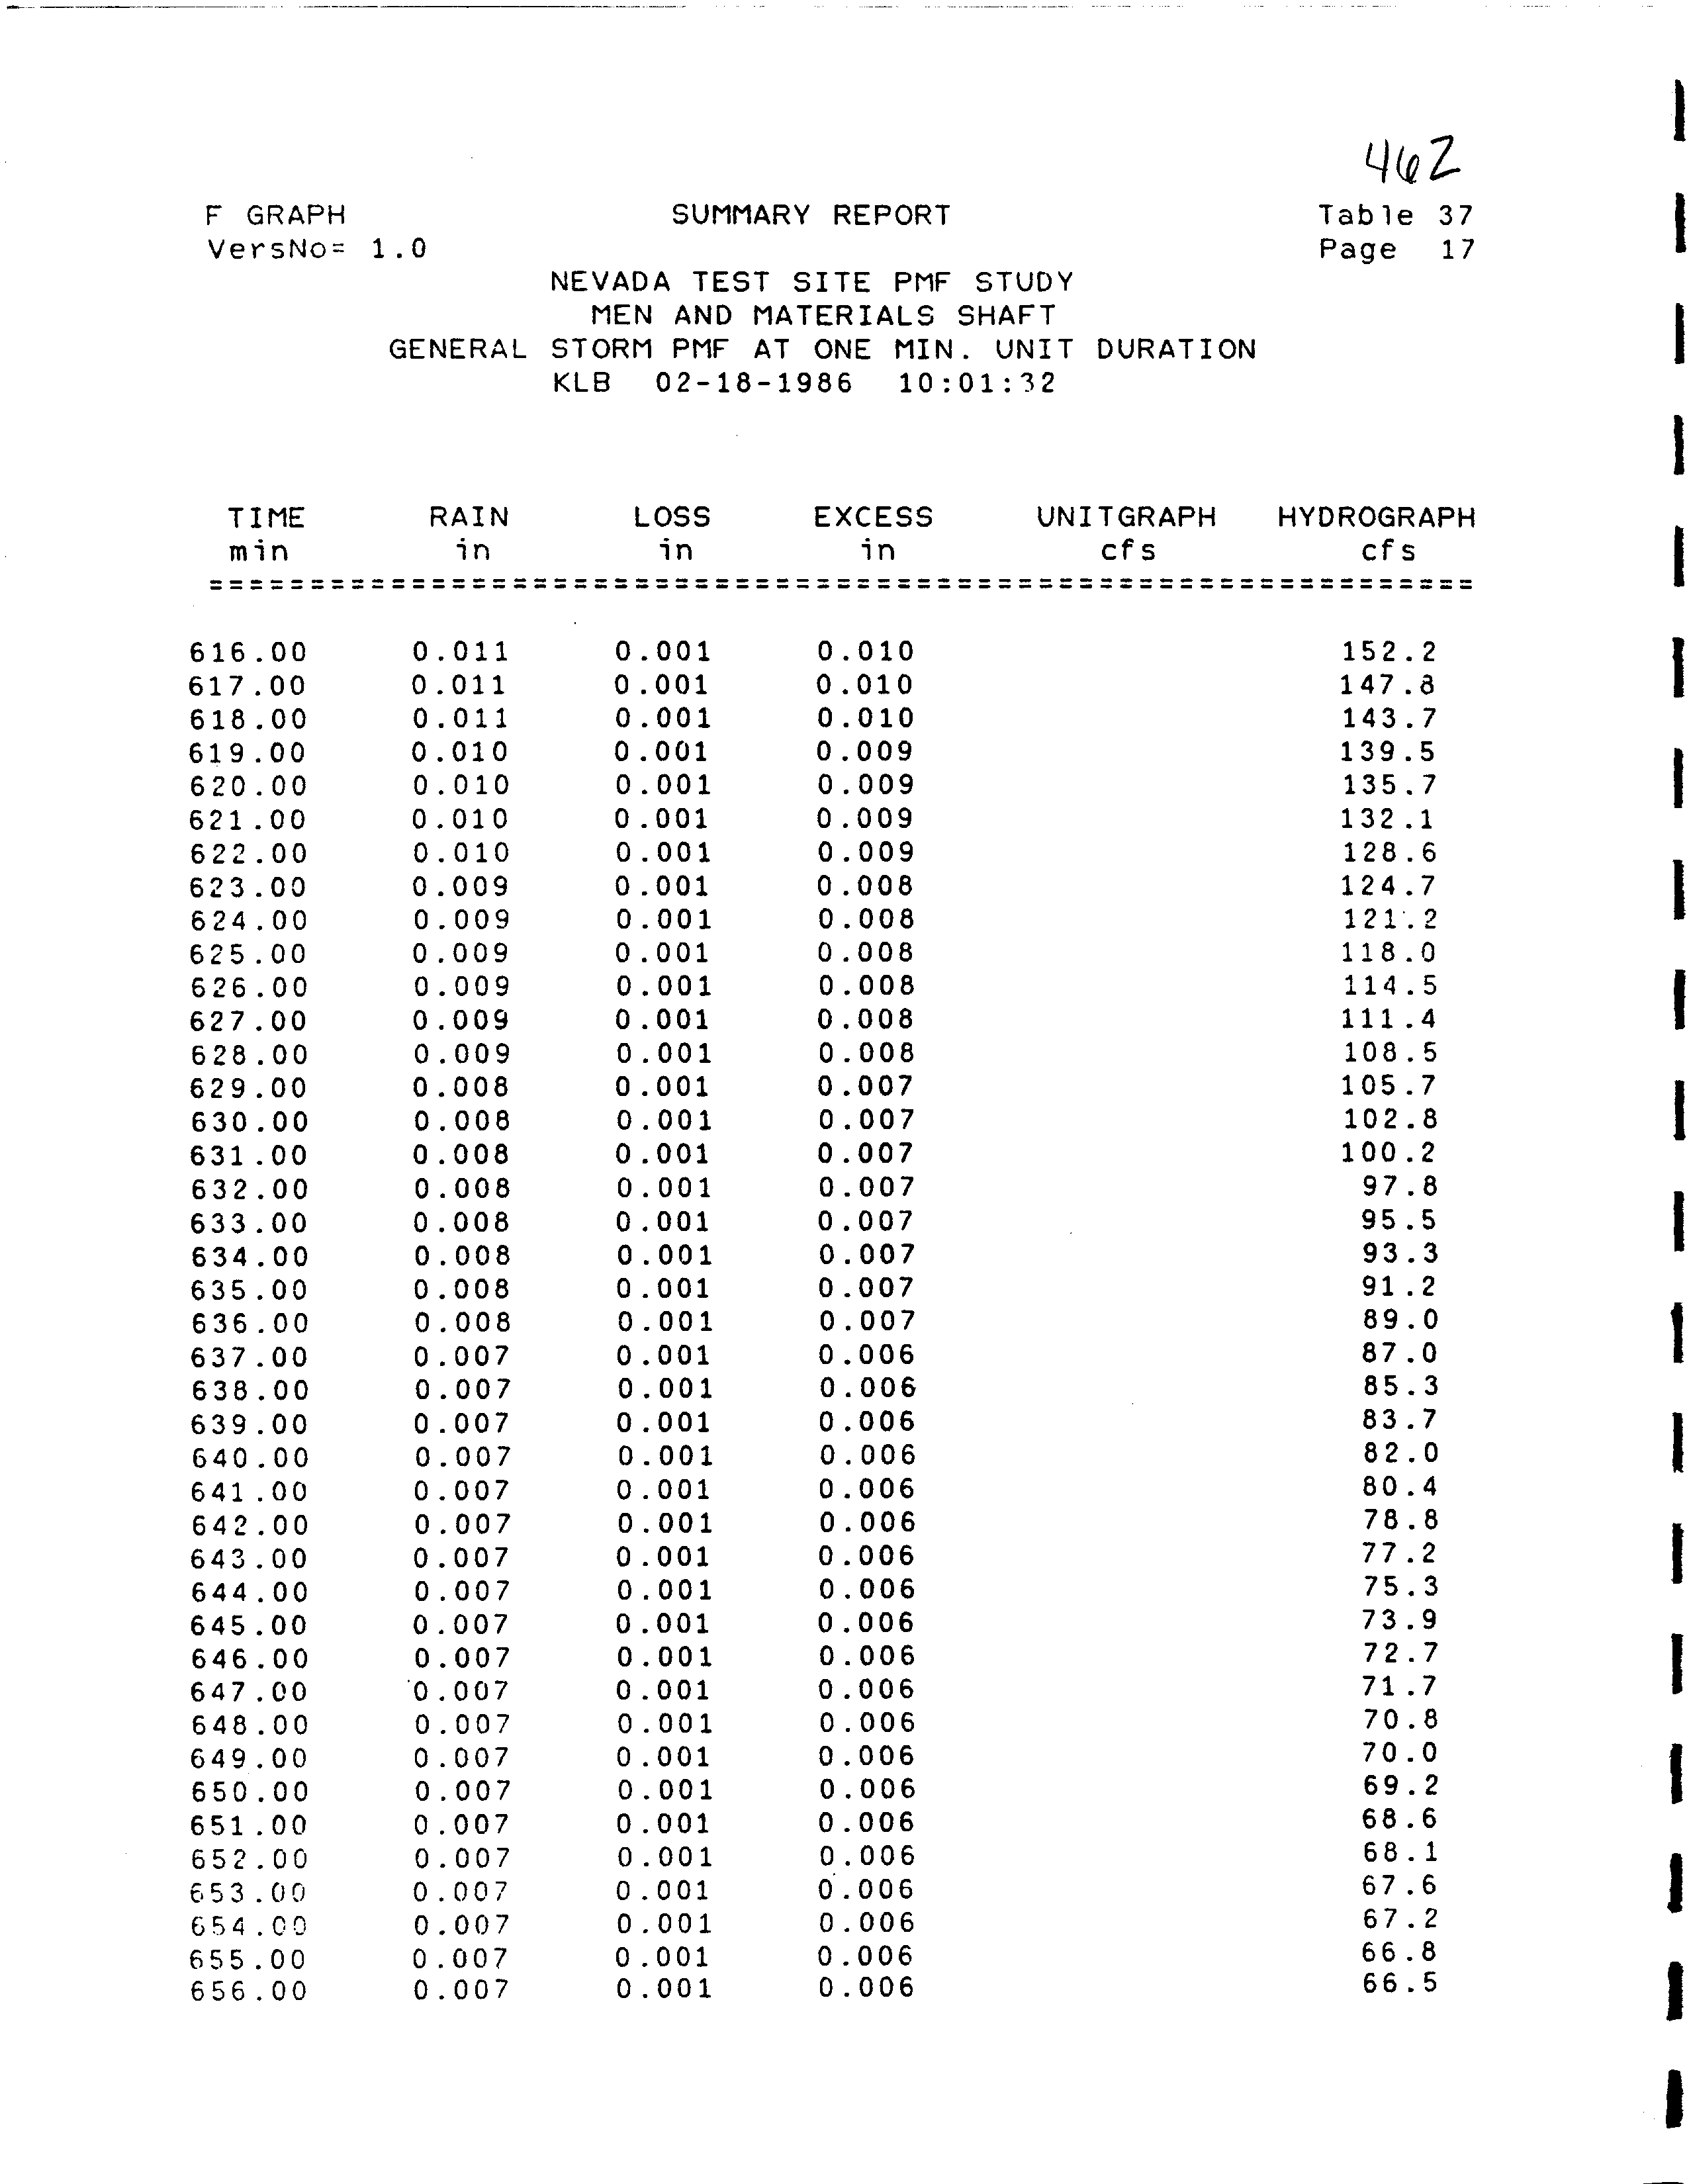 462
F GRAPH SUMMARY REPORT Table 37
VersNo= 1.0 Page 17
NEVADA TEST SITE PMF STUDY
MEN AND MATERIALS SHAFT
GENERAL STORM PMF AT ONE MIN. UNIT DURATION
KLB 02-18-1986 10:01:32
TIME RAIN LOSS EXCESS UNITGRAPH HYDROGRAPH
min in in in cfs cfs
===============================================================
616.00 0.011 0.001 0.010 152.2
617.00 0.011 0.001 0.010 147.8
618.00 0.011 0.001 0.010 143.7
619.00 0.010 0.001 0.009 139.5
620.00 0.010 0.001 0.009 135.7
621.00 0.010 0.001 0.009 132.1
622.00 0.010 0.001 0.009 128.6
623.00 0.009 0.001 0.008 124.7
624.00 0.009 0.001 0.008 121.2
625.00 0.009 0.001 0.008 118.0
626.00 0.009 0.001 0.008 114.5
627.00 0.009 0.001 0.008 111.4
628.00 0.009 0.001 0.008 108.5
629.00 0.008 0.001 0.007 105.7
630.00 0.008 0.001 0.007 102.8
631.00 0.008 0.001 0.007 100.2
632.00 0.008 0.001 0.007 97.8
633.00 0.008 0.001 0.007 95.5
634.00 0.008 0.001 0.007 93.3
635.00 0.008 0.001 0.007 91.2
636.00 0.008 0.001 0.007 89.0
637.00 0.007 0.001 0.006 87.0
638.00 0.007 0.001 0.006 85.3
639.00 0.007 0.001 0.006 83.7
640.00 0.007 0.001 0.006 82.0
641.00 0.007 0.001 0.006 80.4
642.00 0.007 0.001 0.006 78.8
643.00 0.007 0.001 0.006 77.2
644.00 0.007 0.001 0.006 75.3
645.00 0.007 0.001 0.006 73.9
646.00 0.007 0.001 0.006 72.7
647.00 0.007 0.001 0.006 71.7
648.00 0.007 0.001 0.006 70.8
649.00 0.007 0.001 0.006 70.0
650.00 0.007 0.001 0.006 69.2
651.00 0.007 0.001 0.006 68.6
652.00 0.007 0.001 0.006 68.1
653.00 0.007 0.001 0.006 67.6
654.00 0.007 0.001 0.006 67.2
655.00 0.007 0.001 0.006 66.8
656.00 0.007 0.001 0.006 66.5